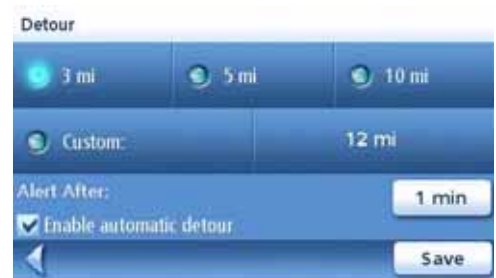 Detour
3 mi 5 mi 10 mi
Custom: 12 mi
Alert After: 1 min
Enable automatic detour
Save